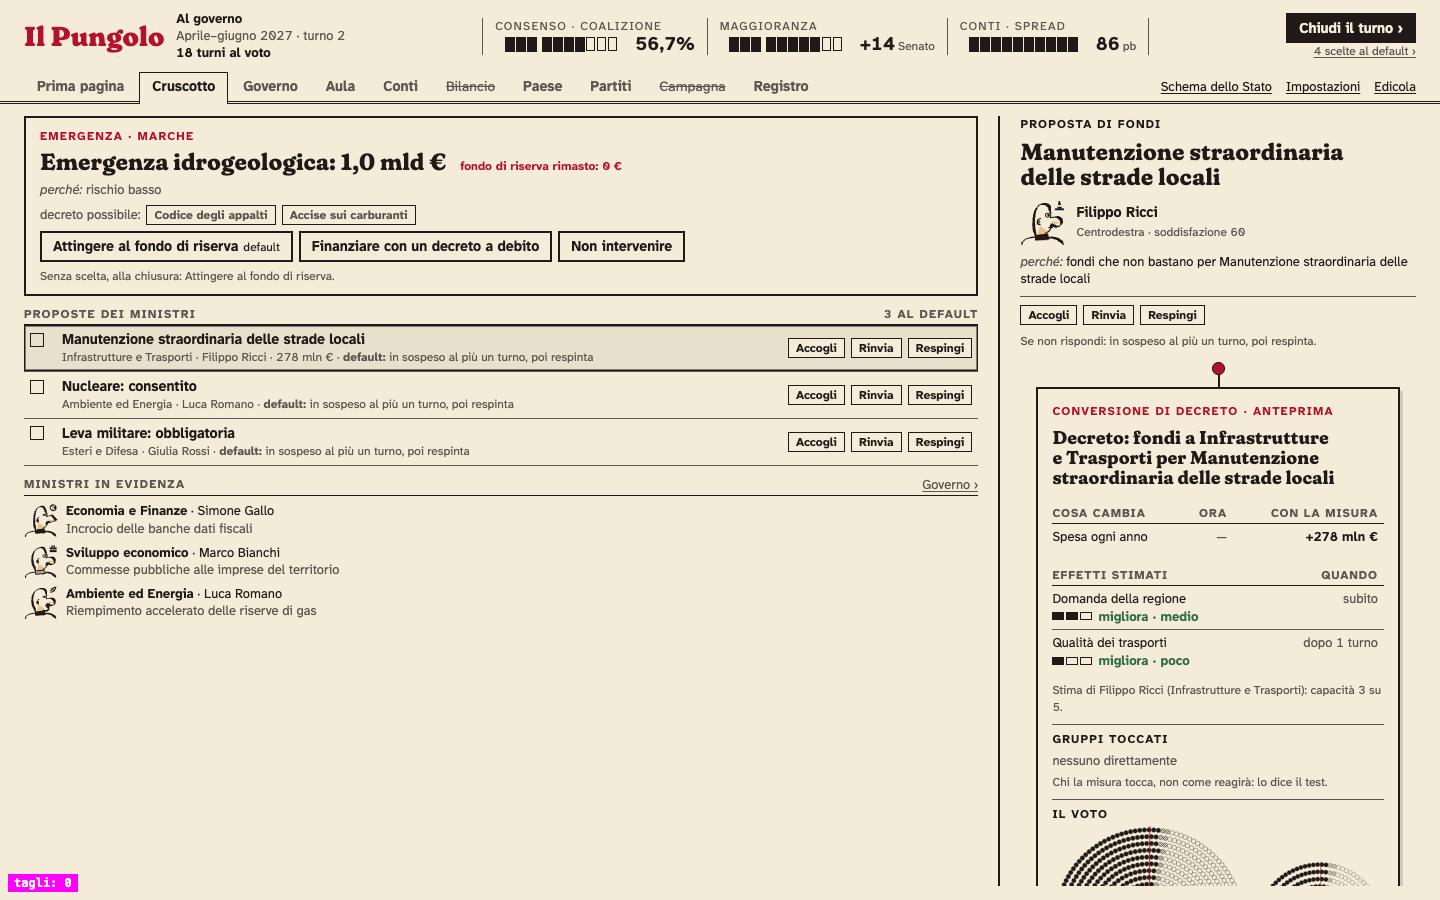 Il Pungolo
Al governo
Aprile–giugno 2027 · turno 2
18 turni al voto
CONSENSO · COALIZIONE
56,7%
MAGGIORANZA
+14 Senato
CONTI · SPREAD
86 pb
Chiudi il turno ›
4 scelte al default ›
Prima pagina
Cruscotto
Governo
Aula
Conti
Bilancio
Paese
Partiti
Campagna
Registro
Schema dello Stato
Impostazioni
Edicola
EMERGENZA · MARCHE
Emergenza idrogeologica: 1,0 mld € fondo di riserva rimasto: 0 €
perché: rischio basso
decreto possibile: Codice degli appalti Accise sui carburanti
Attingere al fondo di riserva default Finanziare con un decreto a debito Non intervenire
Senza scelta, alla chiusura: Attingere al fondo di riserva.
PROPOSTE DEI MINISTRI 3 AL DEFAULT
Manutenzione straordinaria delle strade locali
Infrastrutture e Trasporti · Filippo Ricci · 278 mln € · default: in sospeso al più un turno, poi respinta
Accogli Rinvia Respingi
Nucleare: consentito
Ambiente ed Energia · Luca Romano · default: in sospeso al più un turno, poi respinta
Accogli Rinvia Respingi
Leva militare: obbligatoria
Esteri e Difesa · Giulia Rossi · default: in sospeso al più un turno, poi respinta
Accogli Rinvia Respingi
MINISTRI IN EVIDENZA Governo ›
Economia e Finanze · Simone Gallo
Incrocio delle banche dati fiscali
Sviluppo economico · Marco Bianchi
Commesse pubbliche alle imprese del territorio
Ambiente ed Energia · Luca Romano
Riempimento accelerato delle riserve di gas
PROPOSTA DI FONDI
Manutenzione straordinaria
delle strade locali
Filippo Ricci
Centrodestra · soddisfazione 60
perché: fondi che non bastano per Manutenzione straordinaria delle
strade locali
Accogli Rinvia Respingi
Se non rispondi: in sospeso al più un turno, poi respinta.
CONVERSIONE DI DECRETO · ANTEPRIMA
Decreto: fondi a Infrastrutture
e Trasporti per Manutenzione
straordinaria delle strade locali
COSA CAMBIA ORA CON LA MISURA
Spesa ogni anno — +278 mln €
EFFETTI STIMATI QUANDO
Domanda della regione subito
migliora · medio
Qualità dei trasporti dopo 1 turno
migliora · poco
Stima di Filippo Ricci (Infrastrutture e Trasporti): capacità 3 su
5.
GRUPPI TOCCATI
nessuno direttamente
Chi la misura tocca, non come reagirà: lo dice il test.
IL VOTO
tagli: 0